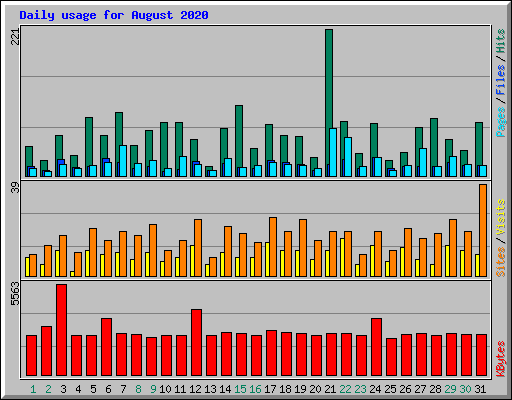 Daily usage for August 2020
221
39
5563
Pages / Files / Hits
Sites / Visits
KBytes
1 2 3 4 5 6 7 8 9 10 11 12 13 14 15 16 17 18 19 20 21 22 23 24 25 26 27 28 29 30 31